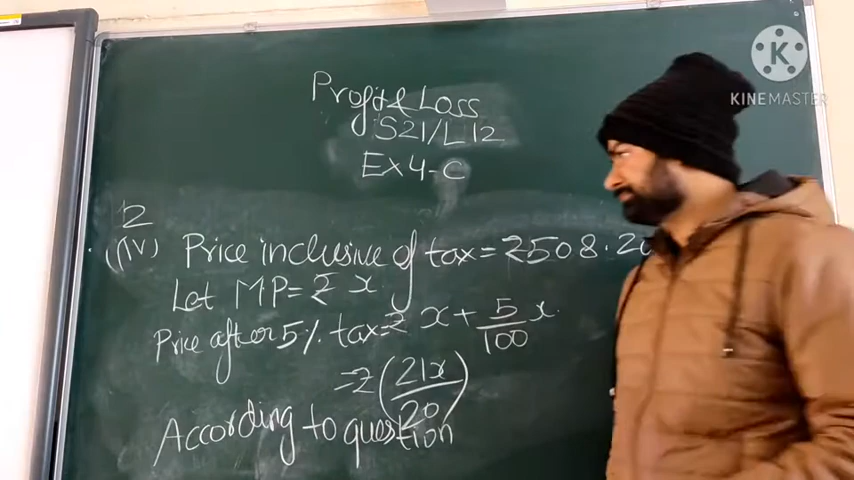 Profit & Loss
S21/L12
Ex 4-C
2
(iv) Price inclusive of tax = 2508.20
Let MP = ₹ x
Price after 5% tax = ₹ x + 5/100 x
= ₹ (21x/20)
According to question
K
KINEMASTER